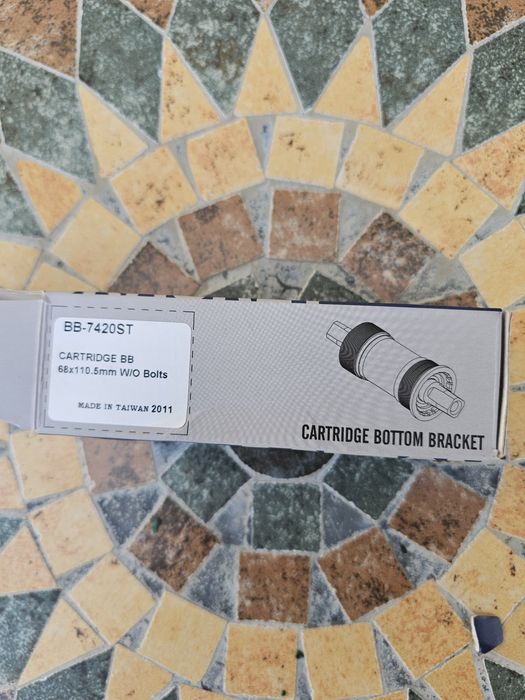 BB-7420ST
CARTRIDGE BB
68x110.5mm W/O Bolts
MADE IN TAIWAN 2011
CARTRIDGE BOTTOM BRACKET